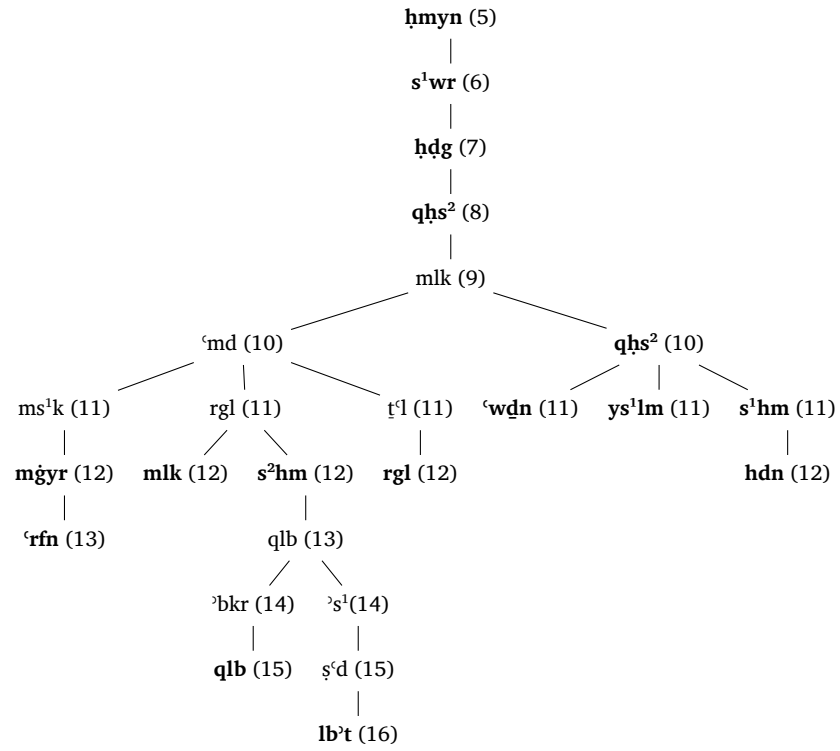 ḥmyn (5)
s¹wr (6)
ḥḍg (7)
qḥs² (8)
mlk (9)
ʿmd (10) qḥs² (10)
ms¹k (11) rgl (11) ṯʿl (11) ʿwḏn (11) ys¹lm (11) s¹hm (11)
mġyr (12) mlk (12) s²hm (12) rgl (12) hdn (12)
ʿrfn (13) qlb (13)
ʾbkr (14) ʾs¹(14)
qlb (15) ṣʿd (15)
lbʾt (16)